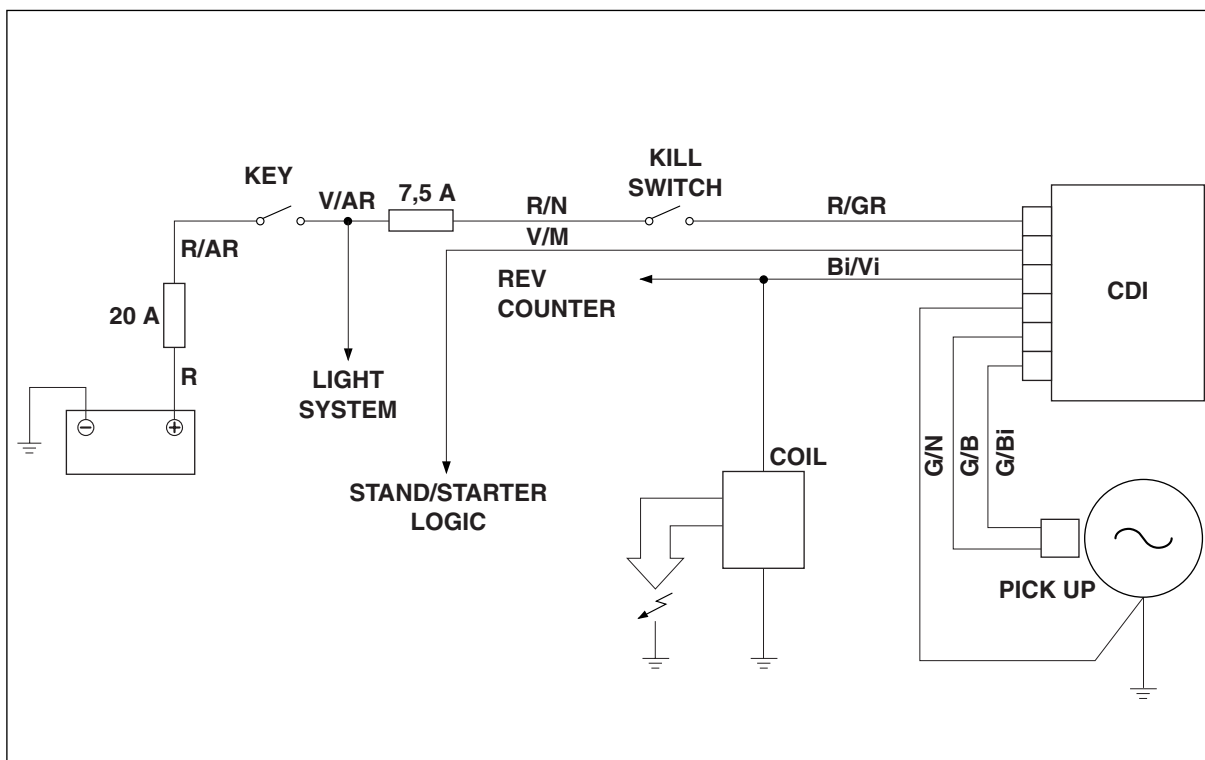 KEY
V/AR
7,5 A
KILL
SWITCH
R/N
R/GR
V/M
R/AR
Bi/Vi
REV
COUNTER
CDI
20 A
R
LIGHT
SYSTEM
G/N
G/B
G/Bi
COIL
STAND/STARTER
LOGIC
PICK UP